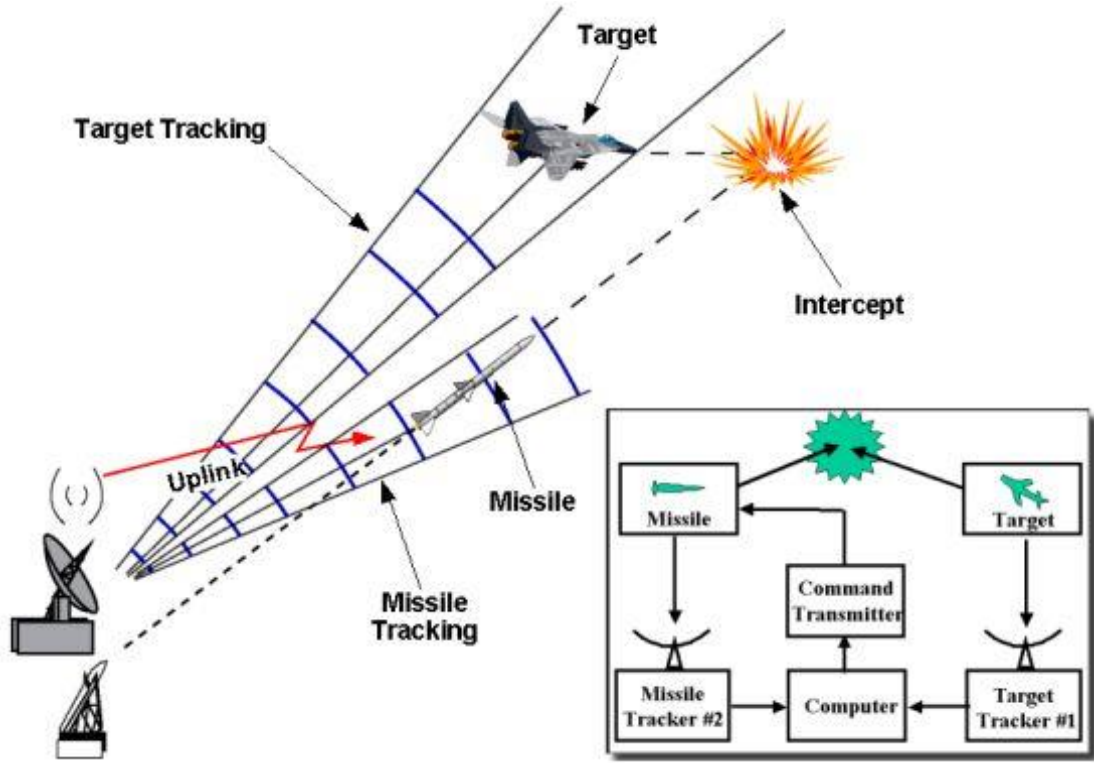 Target
Target Tracking
Intercept
Uplink
Missile
Missile
Tracking
Missile
Target
Command
Transmitter
Missile
Tracker #2
Computer
Target
Tracker #1